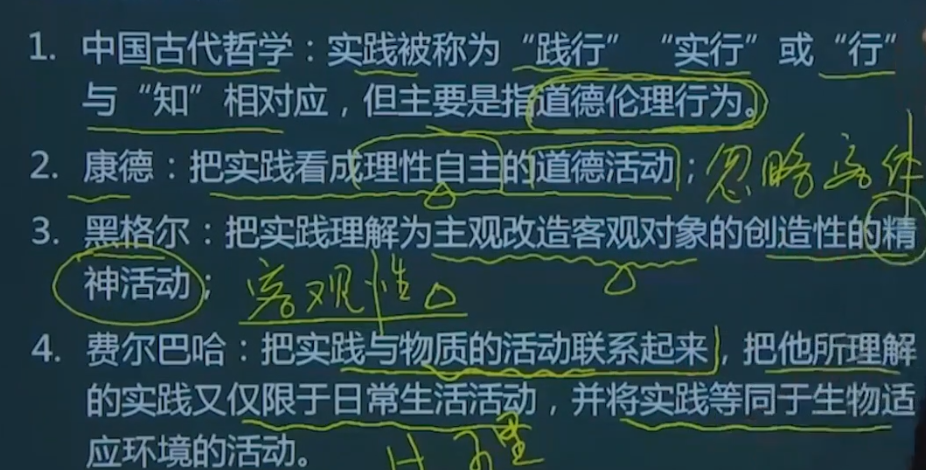 1. 中国古代哲学：实践被称为“践行”“实行”或“行”
与“知”相对应，但主要是指道德伦理行为。
2. 康德：把实践看成理性自主的道德活动；忽略客体
3. 黑格尔：把实践理解为主观改造客观对象的创造性的精
神活动；客观性。
4. 费尔巴哈：把实践与物质的活动联系起来，把他所理解
的实践又仅限于日常生活活动，并将实践等同于生物适
应环境的活动。